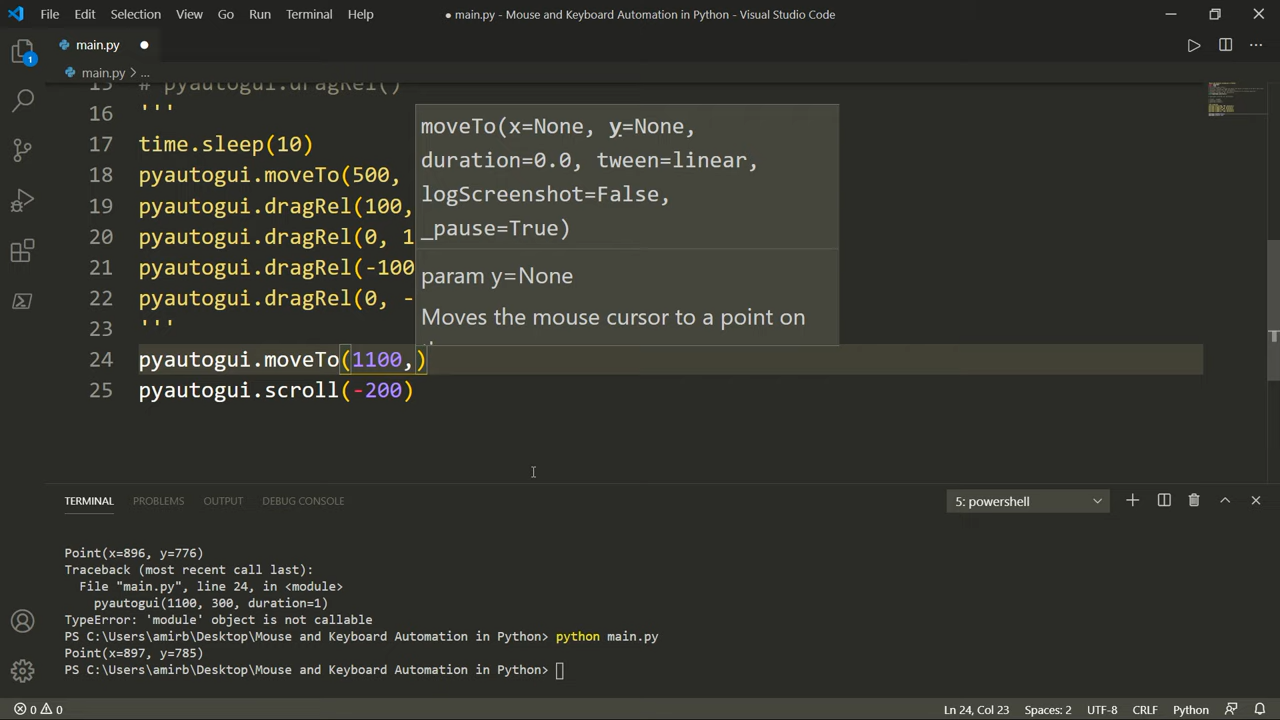 File Edit Selection View Go Run Terminal Help
● main.py - Mouse and Keyboard Automation in Python - Visual Studio Code
1
main.py ●
main.py > ...
15 # pyautogui.dragRel()
16 '''
17 time.sleep(10)
18 pyautogui.moveTo(500,
19 pyautogui.dragRel(100,
20 pyautogui.dragRel(0, 1
21 pyautogui.dragRel(-100
22 pyautogui.dragRel(0, -
23 '''
24 pyautogui.moveTo(1100,)
25 pyautogui.scroll(-200)
moveTo(x=None, y=None,
duration=0.0, tween=linear,
logScreenshot=False,
_pause=True)
param y=None
Moves the mouse cursor to a point on
TERMINAL PROBLEMS OUTPUT DEBUG CONSOLE
5: powershell
Point(x=896, y=776)
Traceback (most recent call last):
File "main.py", line 24, in <module>
pyautogui(1100, 300, duration=1)
TypeError: 'module' object is not callable
PS C:\Users\amirb\Desktop\Mouse and Keyboard Automation in Python> python main.py
Point(x=897, y=785)
PS C:\Users\amirb\Desktop\Mouse and Keyboard Automation in Python>
0 0
Ln 24, Col 23 Spaces: 2 UTF-8 CRLF Python